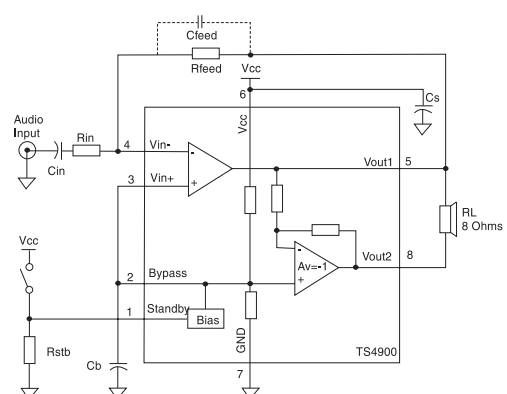 Cfeed
Rfeed
Vcc
6
Cs
Vcc
Audio
Input
Rin
4
Vin-
-
Vout1
5
Cin
3
Vin+
+
RL
8 Ohms
-
Vcc
Av=-1
Vout2
8
2
Bypass
+
1
Standby
Bias
GND
Rstb
Cb
TS4900
7